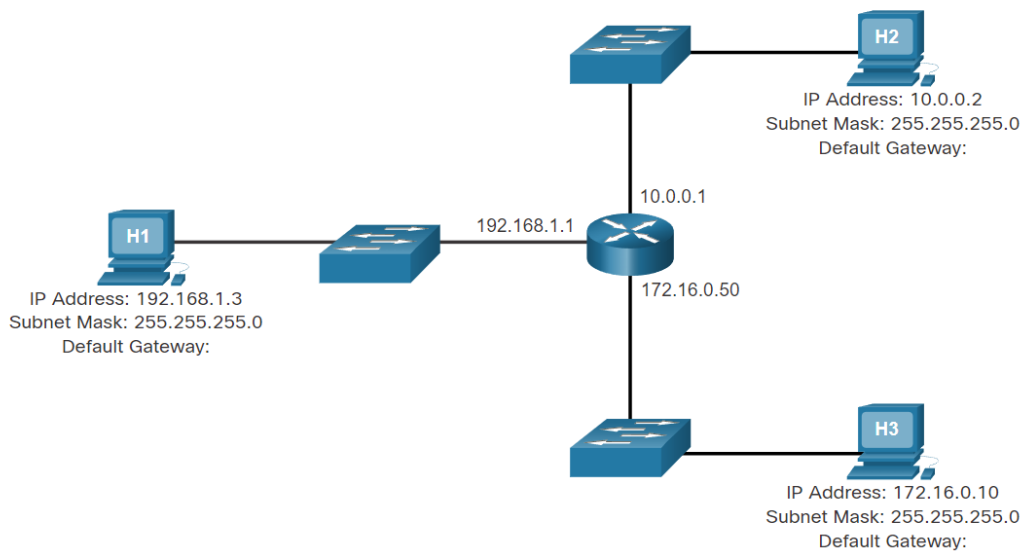 H2
IP Address: 10.0.0.2
Subnet Mask: 255.255.255.0
Default Gateway:
10.0.0.1
192.168.1.1
H1
172.16.0.50
IP Address: 192.168.1.3
Subnet Mask: 255.255.255.0
Default Gateway:
H3
IP Address: 172.16.0.10
Subnet Mask: 255.255.255.0
Default Gateway: